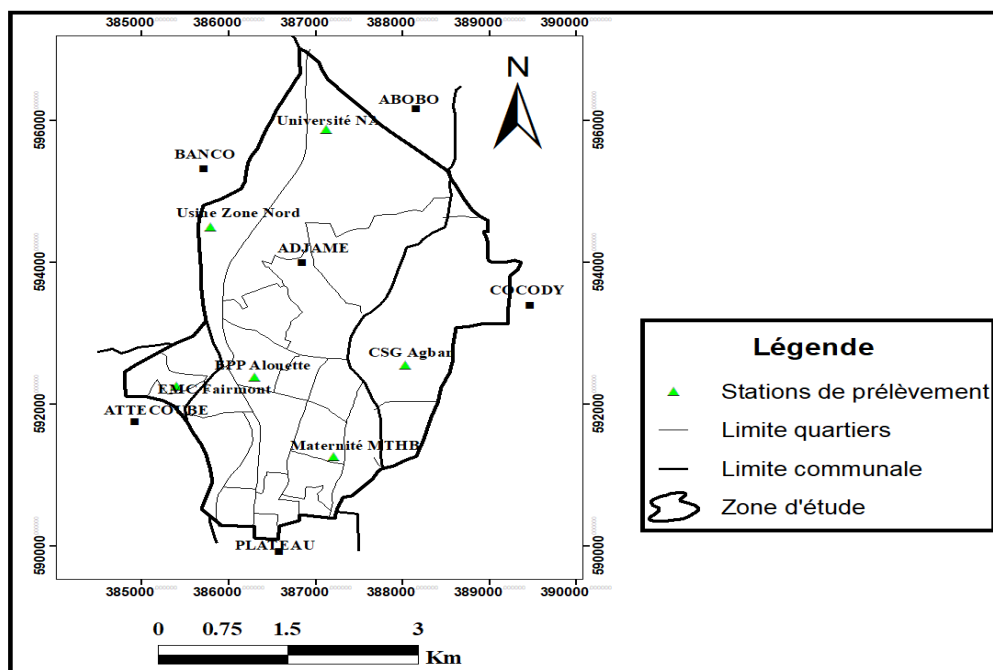 385000 386000 387000 388000 389000 390000
N
ABOBO
Université NA
596000 596000
BANCO
Usine Zone Nord
ADJAME
594000 594000
COCODY
CSG Agban
EPP Alouette
EMC Fairmont
592000 592000
ATTECOUBE
Maternité MTHB
590000 590000
PLATEAU
385000 386000 387000 388000 389000 390000
0 0.75 1.5 3
Km
Légende
Stations de prélèvement
Limite quartiers
Limite communale
Zone d'étude